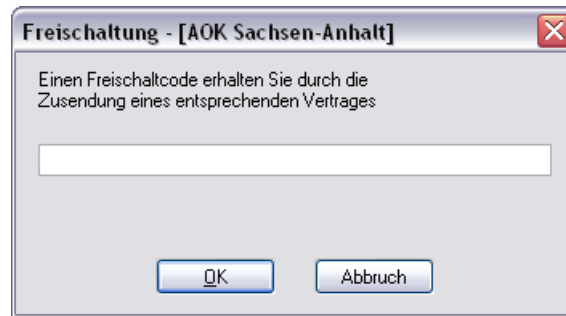 Freischaltung - [AOK Sachsen-Anhalt]
Einen Freischaltcode erhalten Sie durch die
Zusendung eines entsprechenden Vertrages
OK
Abbruch